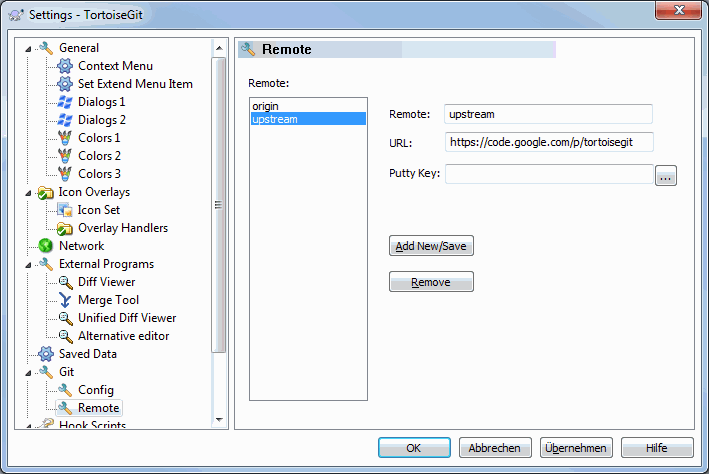 Settings - TortoiseGit
General
Context Menu
Set Extend Menu Item
Dialogs 1
Dialogs 2
Colors 1
Colors 2
Colors 3
Icon Overlays
Icon Set
Overlay Handlers
Network
External Programs
Diff Viewer
Merge Tool
Unified Diff Viewer
Alternative editor
Saved Data
Git
Config
Remote
Hook Scripts
Remote
Remote:
origin
upstream
Remote: upstream
URL: https://code.google.com/p/tortoisegit
Putty Key: ...
Add New/Save
Remove
OK Abbrechen Übernehmen Hilfe